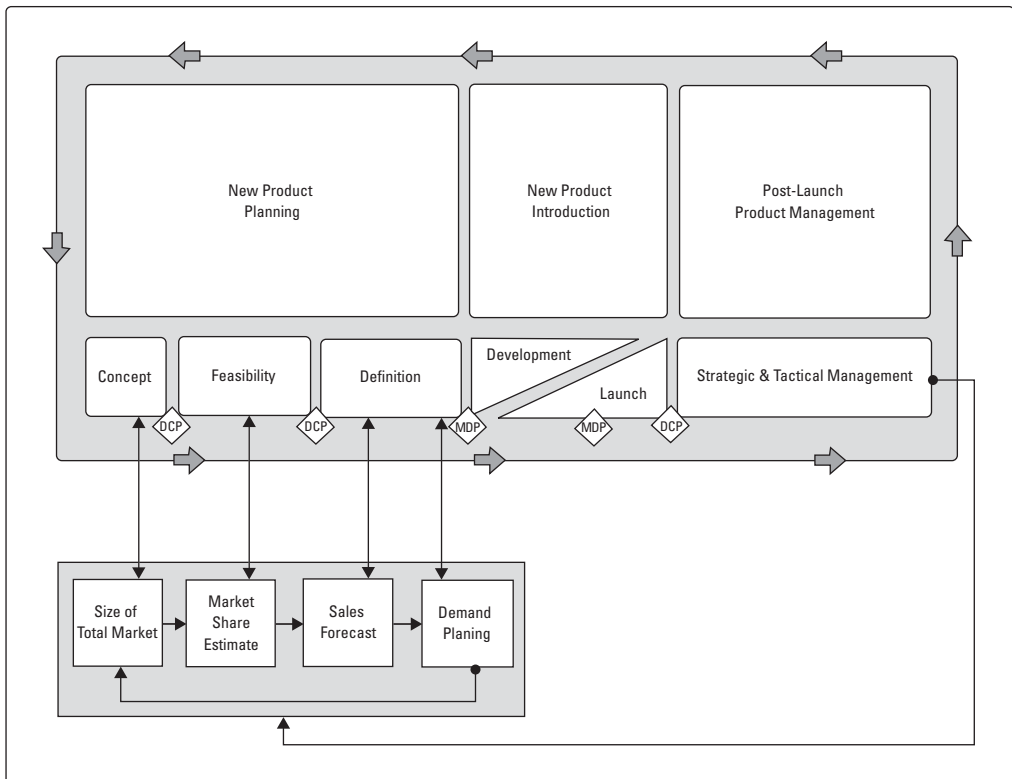 New Product
Planning
New Product
Introduction
Post-Launch
Product Management
Concept
Feasibility
Definition
Development
Launch
Strategic & Tactical Management
DCP
DCP
MDP
MDP
DCP
Size of
Total Market
Market
Share
Estimate
Sales
Forecast
Demand
Planing